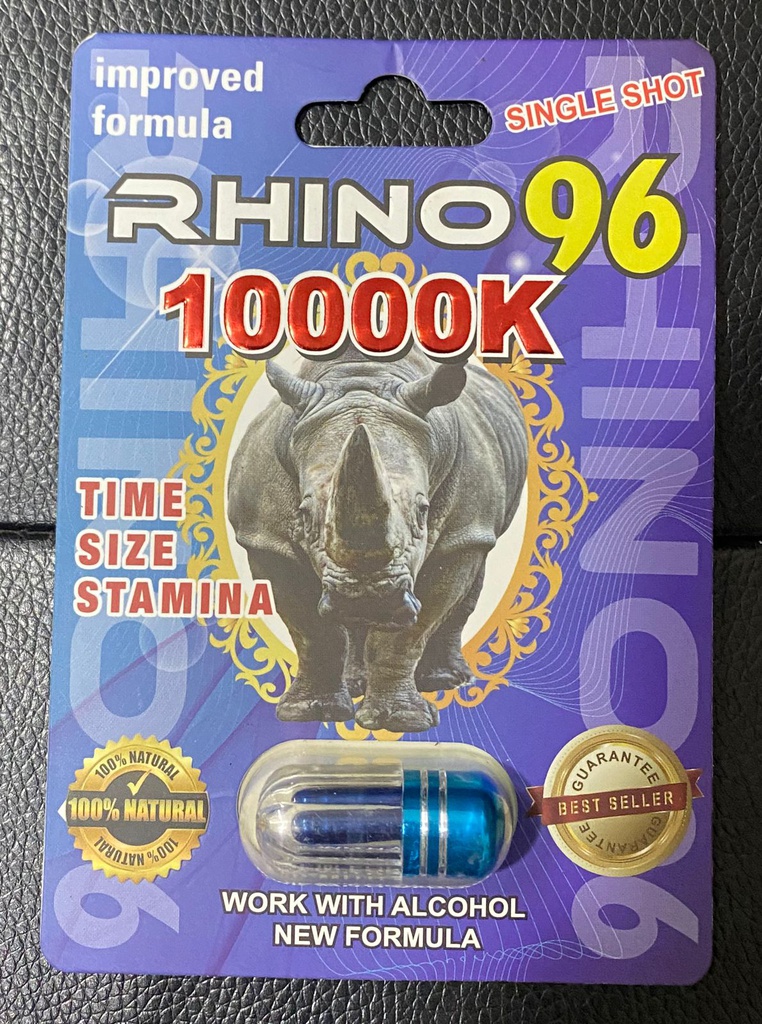 improved
formula
SINGLE SHOT
RHINO 96
10000K
TIME
SIZE
STAMINA
RHINO 96
RHINO 96
100% NATURAL
100% NATURAL
100% NATURAL
GUARANTEE
BEST SELLER
GUARANTEE
WORK WITH ALCOHOL
NEW FORMULA